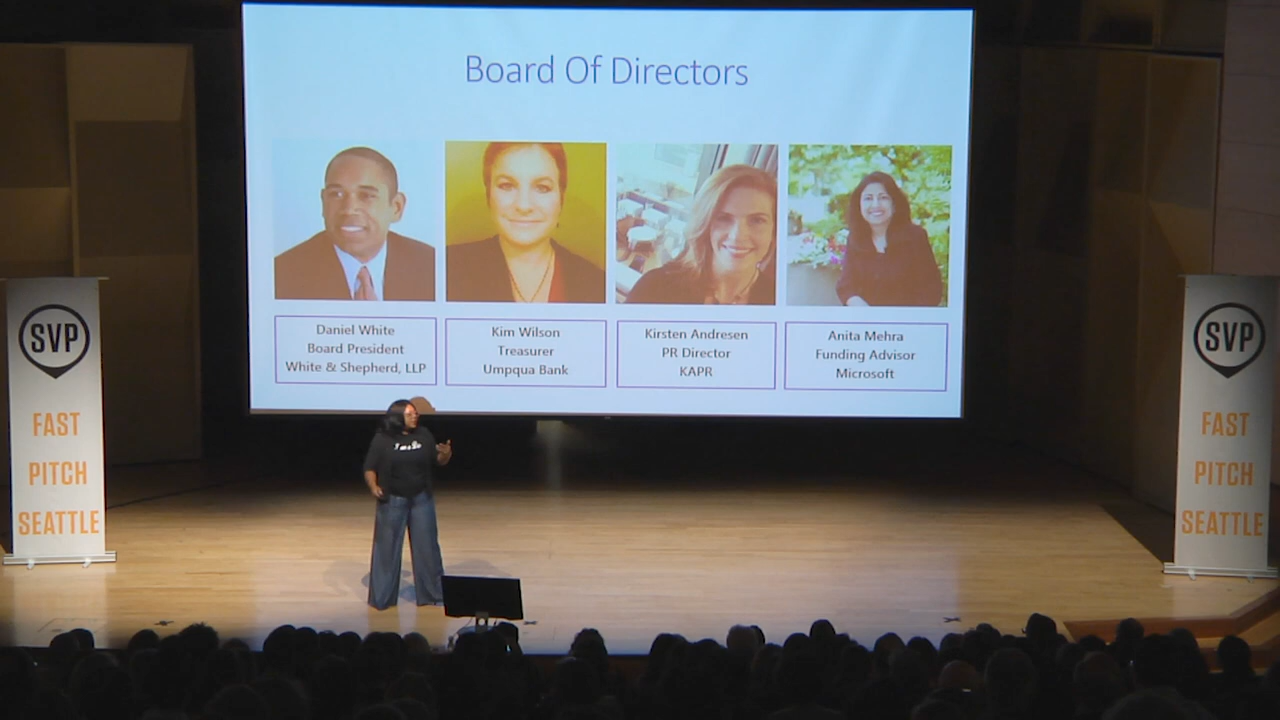 Board Of Directors
Daniel White
Board President
White & Shepherd, LLP
Kim Wilson
Treasurer
Umpqua Bank
Kirsten Andresen
PR Director
KAPR
Anita Mehra
Funding Advisor
Microsoft
SVP
FAST
PITCH
SEATTLE
SVP
FAST
PITCH
SEATTLE